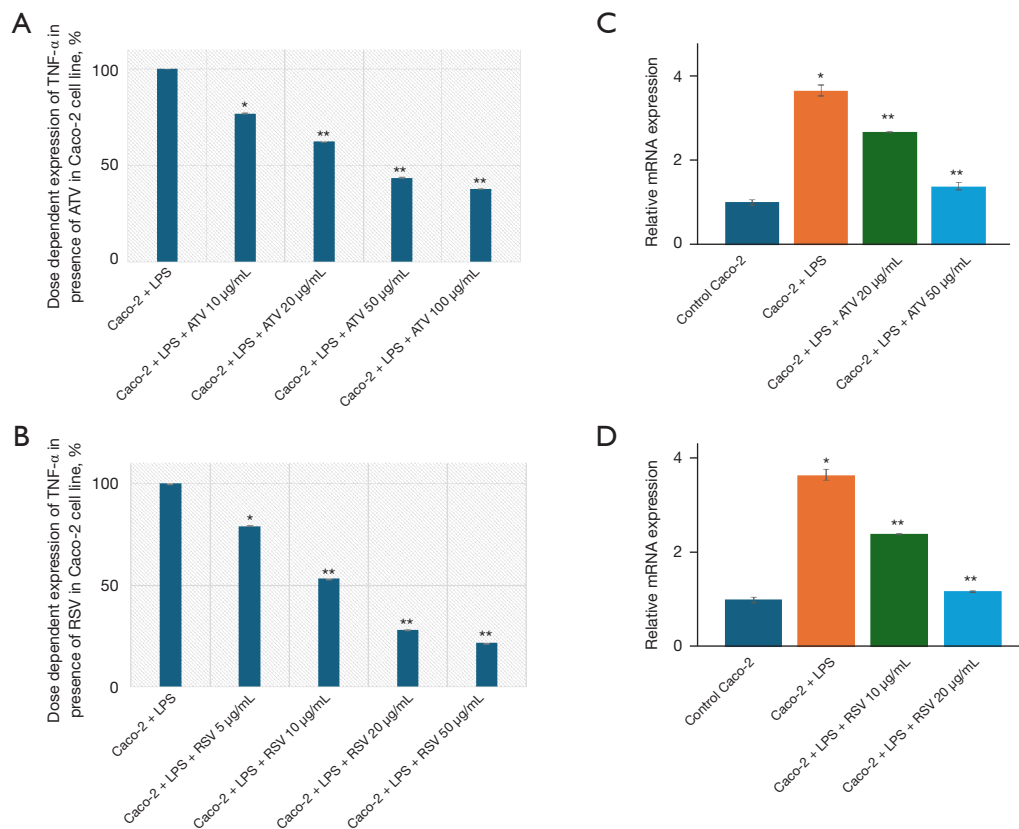 A
Dose dependent expression of TNF-α in
presence of ATV in Caco-2 cell line, %
100
50
0
*
**
**
**
Caco-2 + LPS
Caco-2 + LPS + ATV 10 µg/mL
Caco-2 + LPS + ATV 20 µg/mL
Caco-2 + LPS + ATV 50 µg/mL
Caco-2 + LPS + ATV 100 µg/mL
C
Relative mRNA expression
4
2
0
*
**
**
Control Caco-2
Caco-2 + LPS
Caco-2 + LPS + ATV 20 µg/mL
Caco-2 + LPS + ATV 50 µg/mL
B
Dose dependent expression of TNF-α in
presence of RSV in Caco-2 cell line, %
100
50
0
*
**
**
**
Caco-2 + LPS
Caco-2 + LPS + RSV 5 µg/mL
Caco-2 + LPS + RSV 10 µg/mL
Caco-2 + LPS + RSV 20 µg/mL
Caco-2 + LPS + RSV 50 µg/mL
D
Relative mRNA expression
4
2
0
*
**
**
Control Caco-2
Caco-2 + LPS
Caco-2 + LPS + RSV 10 µg/mL
Caco-2 + LPS + RSV 20 µg/mL